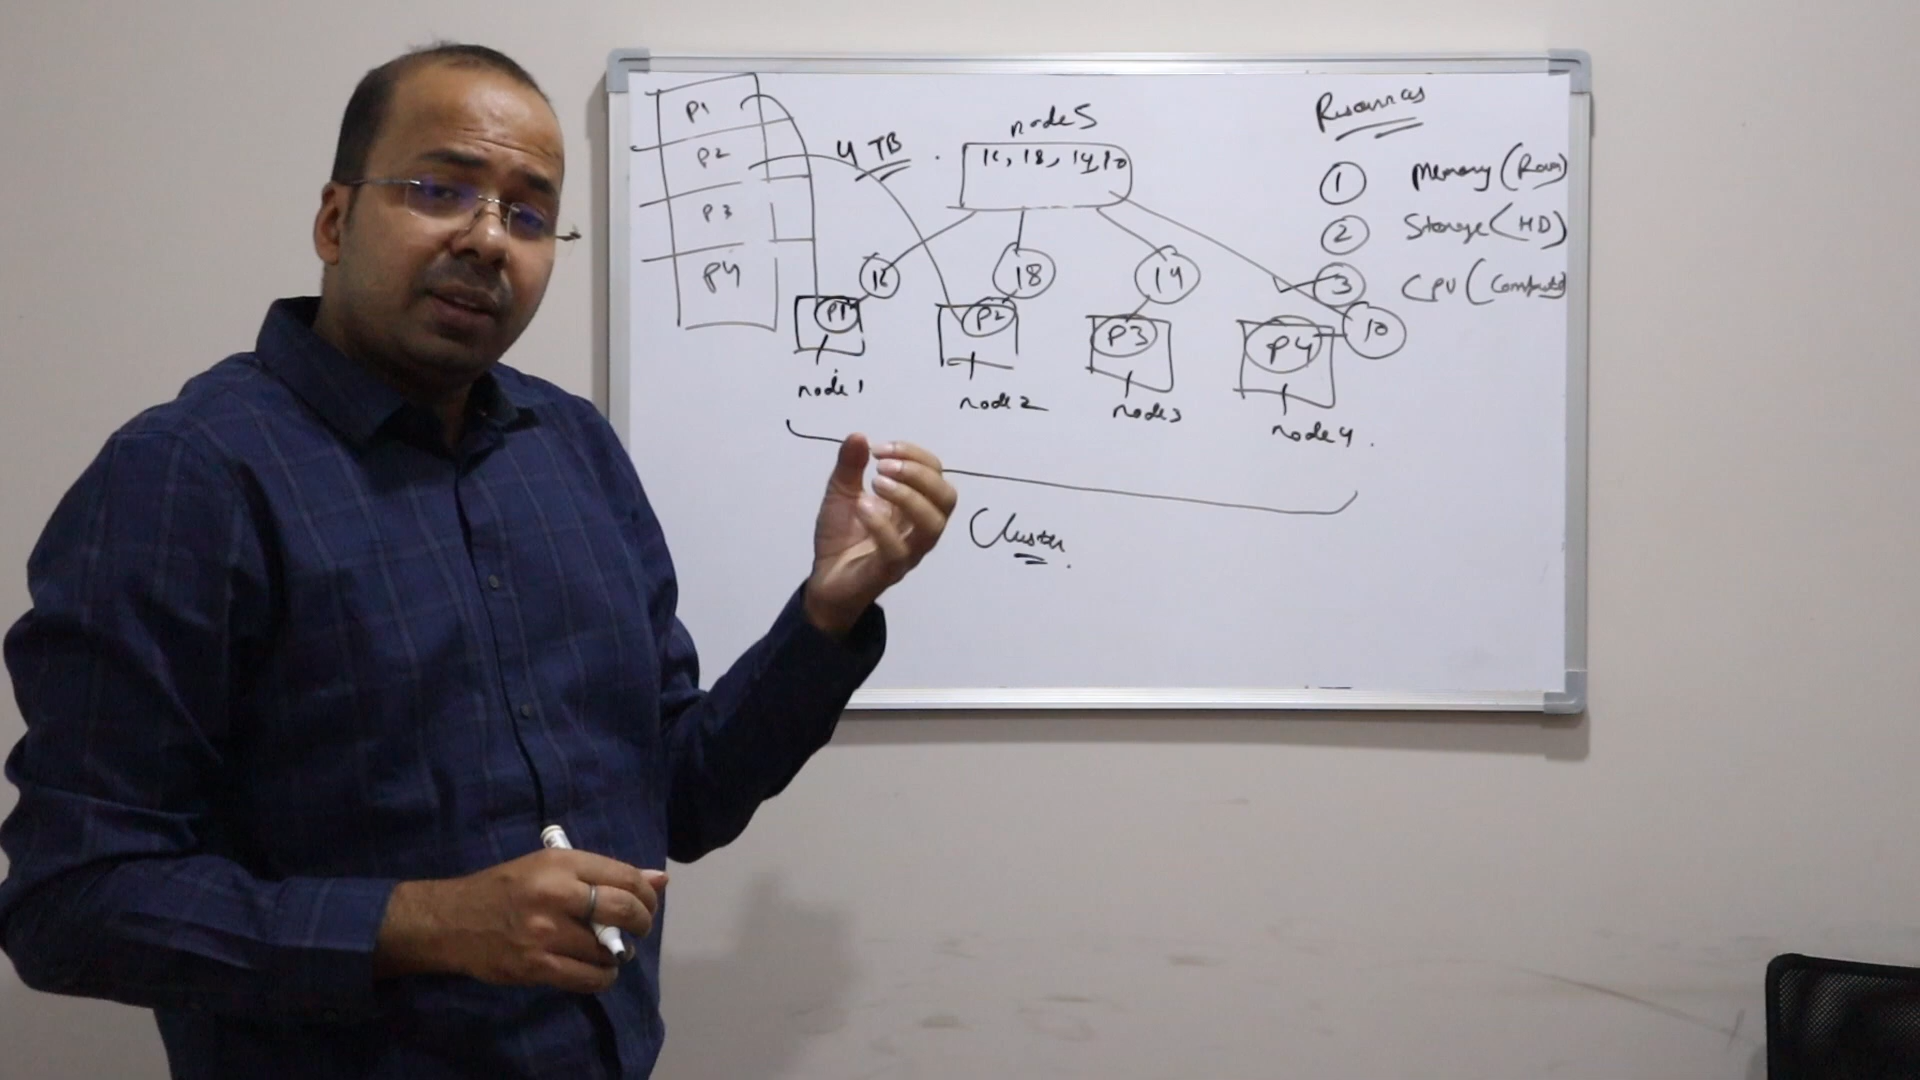 P1
P2
P3
P4
4 TB
node5
16, 18, 14, 10
16
18
14
10
P1
P2
P3
P4
node1
node2
node3
node4
Cluster
Resources
1 Memory (Ram)
2 Storage (HD)
3 CPU (Compute)